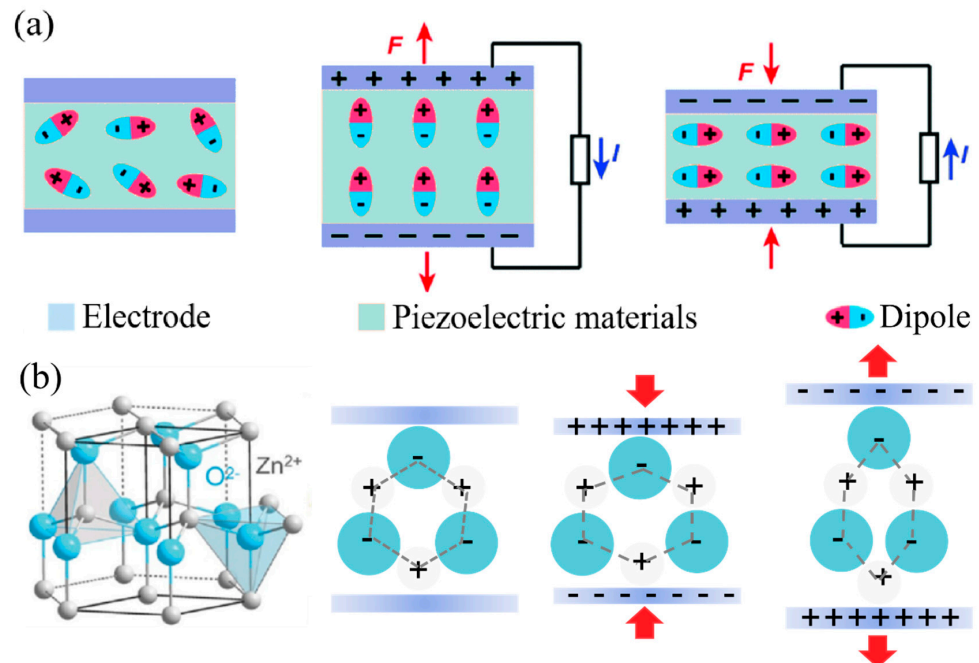 (a)
F
F
+ + + + + +
− − − − − −
+ + + + + +
− − − − − −
I
I
Electrode
Piezoelectric materials
Dipole
(b)
Zn2+
O2-
+ + + + + + +
- - - - - - -
- - - - - - -
+ + + + + + +